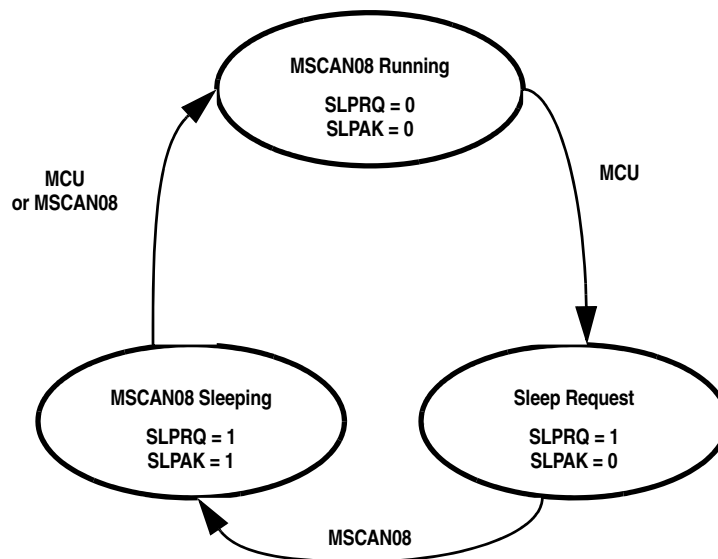 MSCAN08 Running
SLPRQ = 0
SLPAK = 0
MCU
or MSCAN08
MCU
MSCAN08 Sleeping
SLPRQ = 1
SLPAK = 1
Sleep Request
SLPRQ = 1
SLPAK = 0
MSCAN08